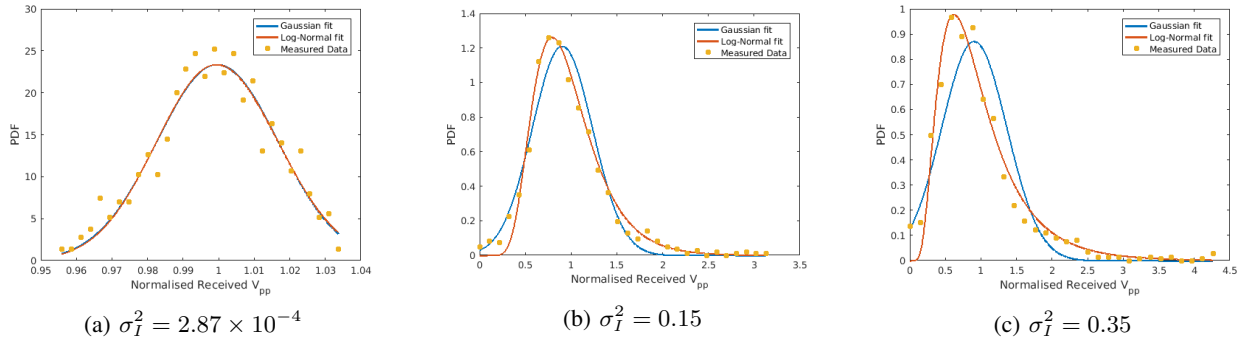 30
25
20
15
10
5
0
PDF
0.95 0.96 0.97 0.98 0.99 1 1.01 1.02 1.03 1.04
Normalised Received V_pp
Gaussian fit
Log-Normal fit
Measured Data
(a) σ_I^2 = 2.87 × 10^−4
1.4
1.2
1
0.8
0.6
0.4
0.2
0
PDF
0 0.5 1 1.5 2 2.5 3 3.5
Normalised Received V_pp
Gaussian fit
Log-Normal fit
Measured Data
(b) σ_I^2 = 0.15
1
0.9
0.8
0.7
0.6
0.5
0.4
0.3
0.2
0.1
0
PDF
0 0.5 1 1.5 2 2.5 3 3.5 4 4.5
Normalised Received V_pp
Gaussian fit
Log-Normal fit
Measured Data
(c) σ_I^2 = 0.35